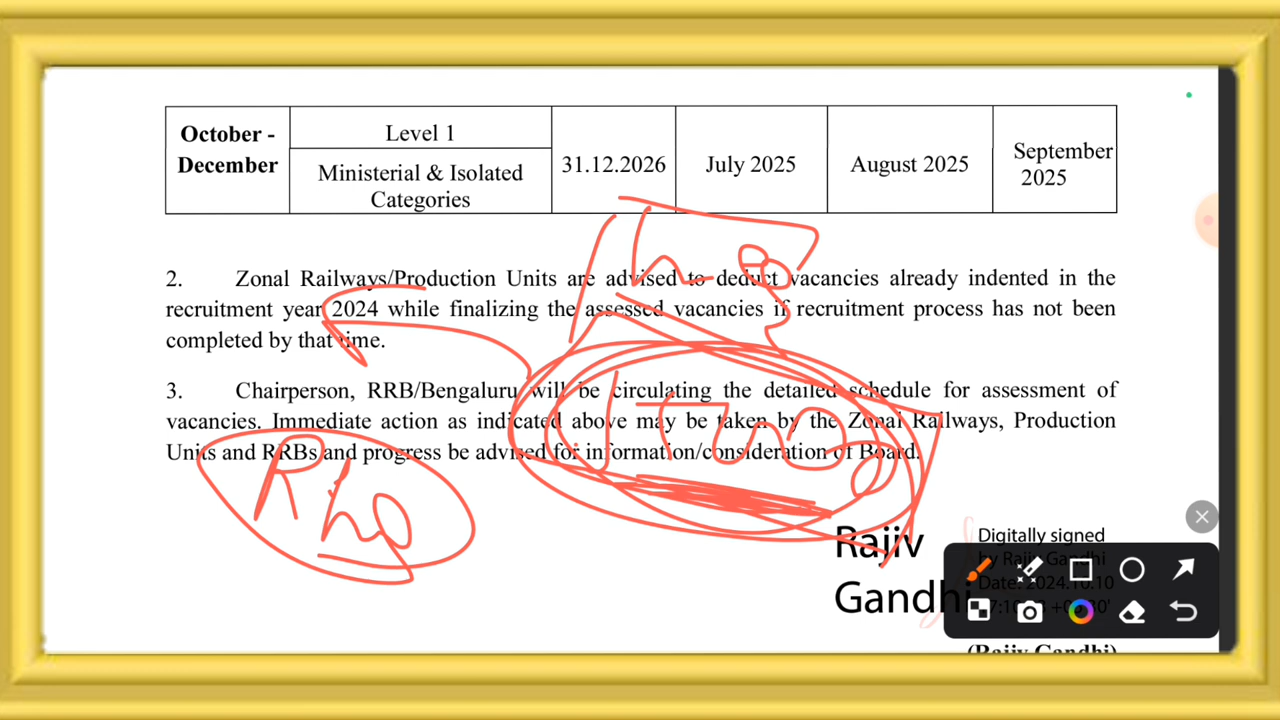 October -
December
Level 1
Ministerial & Isolated
Categories
31.12.2026
July 2025
August 2025
September
2025
2. Zonal Railways/Production Units are advised to deduct vacancies already indented in the
recruitment year 2024 while finalizing the assessed vacancies if recruitment process has not been
completed by that time.
3. Chairperson, RRB/Bengaluru will be circulating the detailed schedule for assessment of
vacancies. Immediate action as indicated above may be taken by the Zonal Railways, Production
Units and RRBs and progress be advised for information/consideration of Board.
Rajiv
Gandhi
Digitally signed
by Rajiv Gandhi
Date: 2024.10.10
(Rajiv Gandhi)